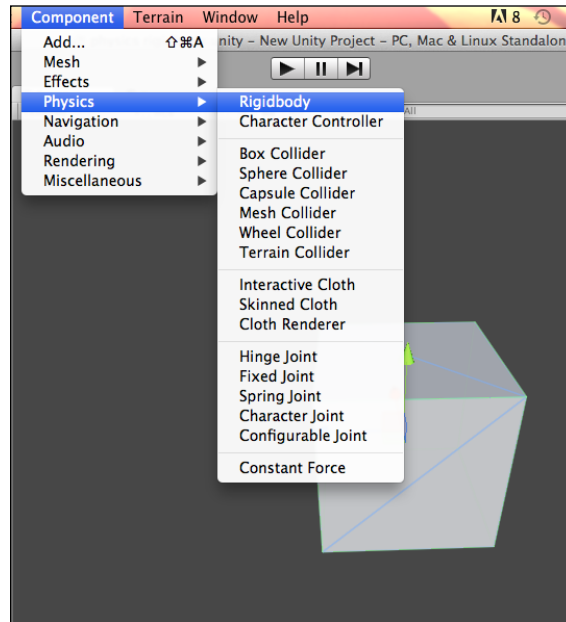 Component Terrain Window Help 8
Add... ⇧⌘A
nity – New Unity Project – PC, Mac & Linux Standalon
Mesh
Effects
Physics
Navigation
Audio
Rendering
Miscellaneous
All
Rigidbody
Character Controller
Box Collider
Sphere Collider
Capsule Collider
Mesh Collider
Wheel Collider
Terrain Collider
Interactive Cloth
Skinned Cloth
Cloth Renderer
Hinge Joint
Fixed Joint
Spring Joint
Character Joint
Configurable Joint
Constant Force